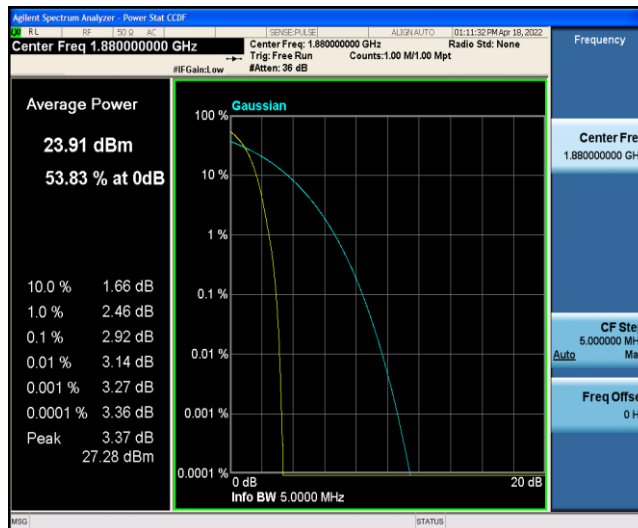 Agilent Spectrum Analyzer - Power Stat CCDF
RL RF 50 Ω AC SENSE:PULSE ALIGN AUTO 01:11:32 PM Apr 18, 2022
Center Freq 1.880000000 GHz
Center Freq: 1.880000000 GHz Radio Std: None
Trig: Free Run Counts:1.00 M/1.00 Mpt
#IFGain:Low #Atten: 36 dB
Frequency
Average Power
23.91 dBm
53.83 % at 0dB
10.0 % 1.66 dB
1.0 % 2.46 dB
0.1 % 2.92 dB
0.01 % 3.14 dB
0.001 % 3.27 dB
0.0001 % 3.36 dB
Peak 3.37 dB
27.28 dBm
Gaussian
100 %
10 %
1 %
0.1 %
0.01 %
0.001 %
0.0001 %
0 dB 20 dB
Info BW 5.0000 MHz
Center Fre
1.880000000 GH
CF Ste
5.000000 MH
Auto Ma
Freq Offse
0 H
MSG STATUS